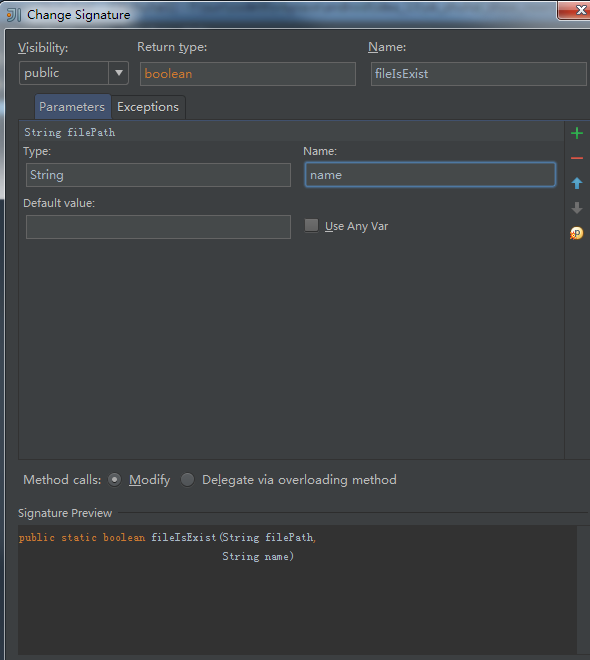 Change Signature
Visibility:
Return type:
Name:
public
boolean
fileIsExist
Parameters
Exceptions
String filePath
Type:
Name:
String
name
Default value:
Use Any Var
Method calls:
Modify
Delegate via overloading method
Signature Preview
public static boolean fileIsExist(String filePath,
String name)